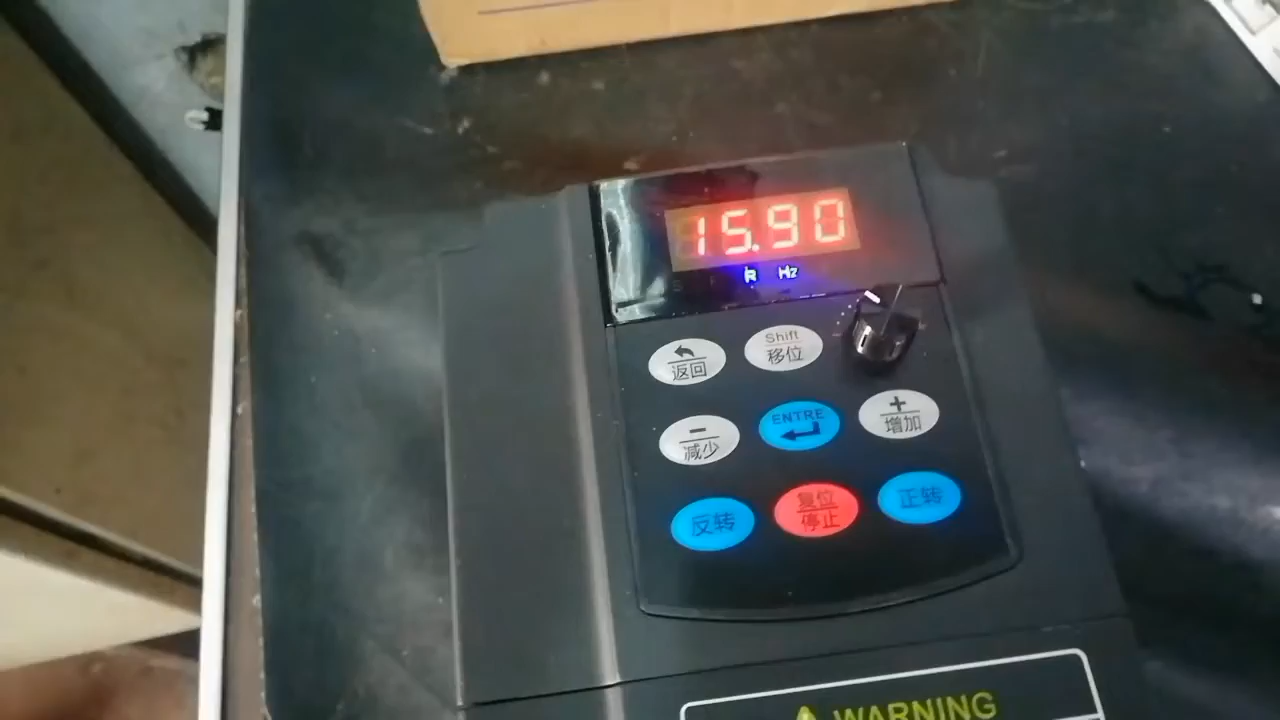 15.90
R Hz
返回
Shift
移位
−
减少
ENTRE
+
增加
反转
复位
停止
正转
WARNING